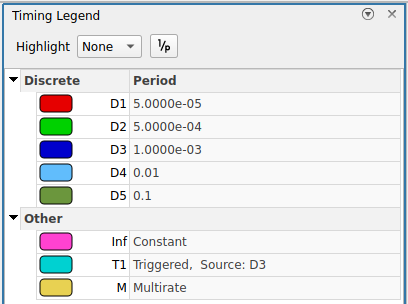 Timing Legend
Highlight None 1/p
Discrete Period
D1 5.0000e-05
D2 5.0000e-04
D3 1.0000e-03
D4 0.01
D5 0.1
Other
Inf Constant
T1 Triggered, Source: D3
M Multirate